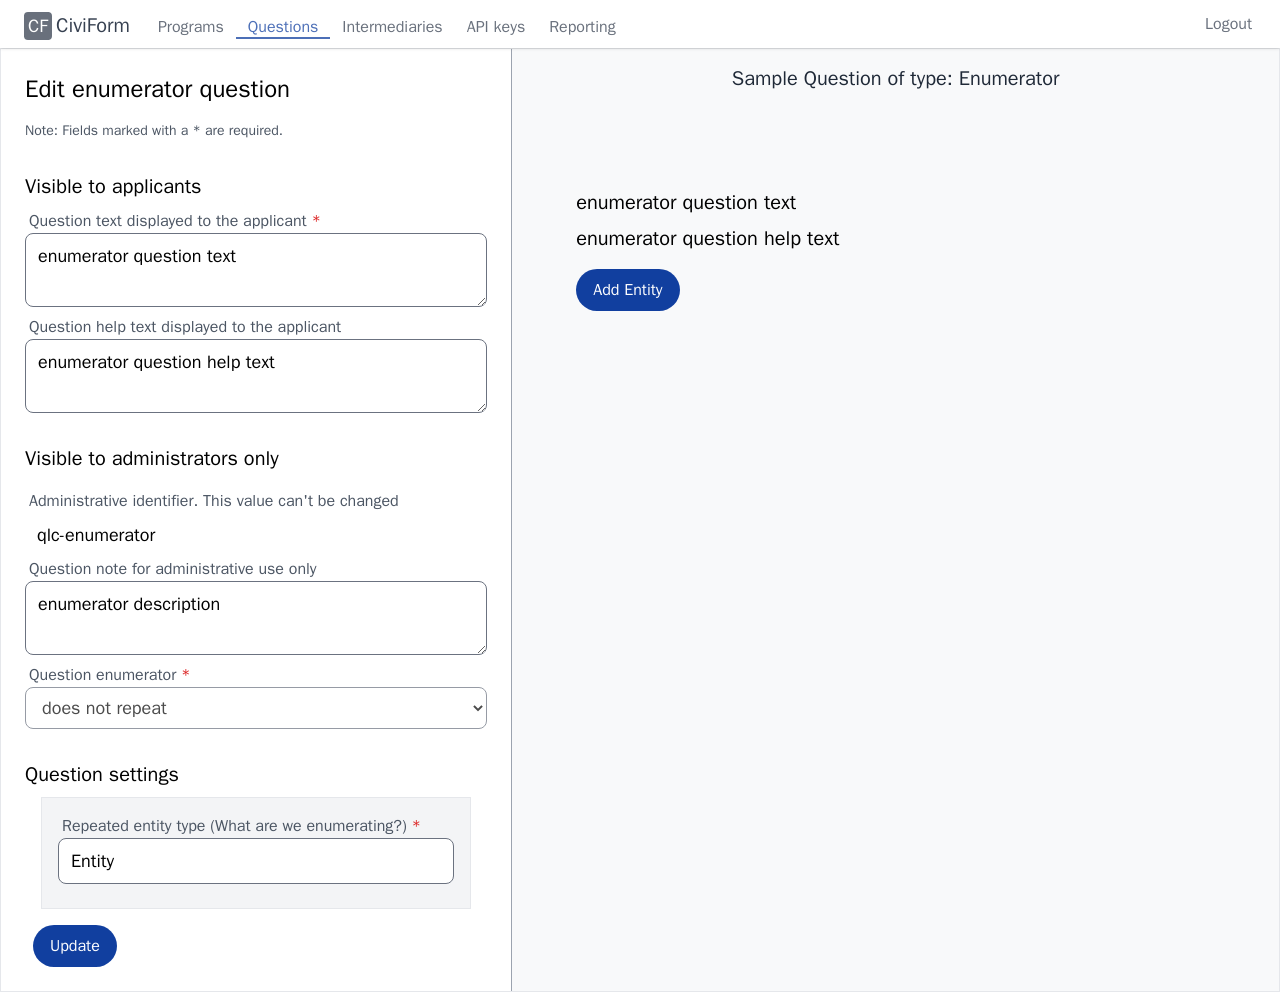 CF CiviForm Programs Questions Intermediaries API keys Reporting Logout
Edit enumerator question
Note: Fields marked with a * are required.
Visible to applicants
Question text displayed to the applicant *
enumerator question text
Question help text displayed to the applicant
enumerator question help text
Visible to administrators only
Administrative identifier. This value can't be changed
qlc-enumerator
Question note for administrative use only
enumerator description
Question enumerator *
does not repeat
Question settings
Repeated entity type (What are we enumerating?) *
Entity
Update
Sample Question of type: Enumerator
enumerator question text
enumerator question help text
Add Entity